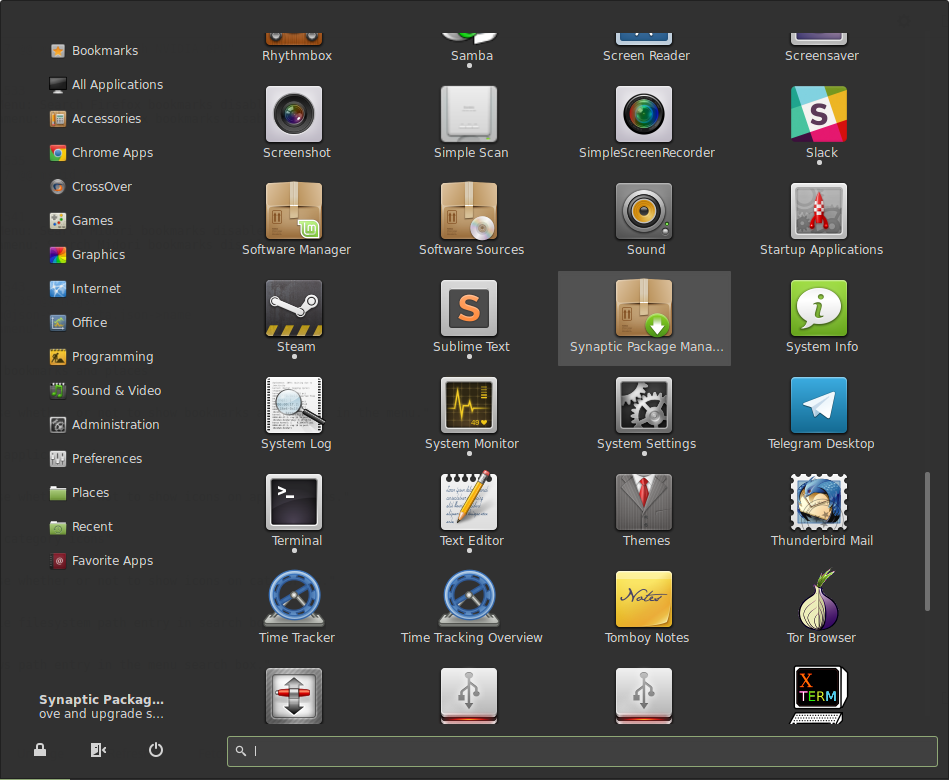 Bookmarks
All Applications
Accessories
Chrome Apps
CrossOver
Games
Graphics
Internet
Office
Programming
Sound & Video
Administration
Preferences
Places
Recent
Favorite Apps
Rhythmbox
Samba
Screen Reader
Screensaver
Screenshot
Simple Scan
SimpleScreenRecorder
Slack
Software Manager
Software Sources
Sound
Startup Applications
Steam
Sublime Text
Synaptic Package Mana...
System Info
System Log
System Monitor
System Settings
Telegram Desktop
Terminal
Text Editor
Themes
Thunderbird Mail
Time Tracker
Time Tracking Overview
Notes
Tomboy Notes
Tor Browser
X
TERM
Synaptic Packag...
ove and upgrade s...